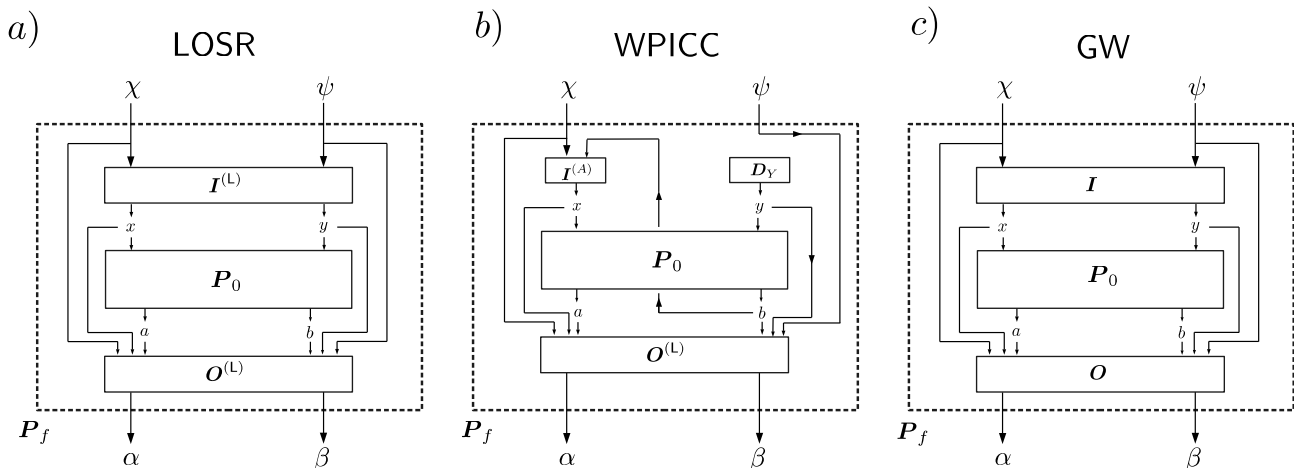 a) LOSR b) WPICC c) GW
χ ψ χ ψ χ ψ
I^(L) I^(A) D_Y I
x y x y x y
P_0 P_0 P_0
a b a b a b
O^(L) O^(L) O
P_f P_f P_f
α β α β α β